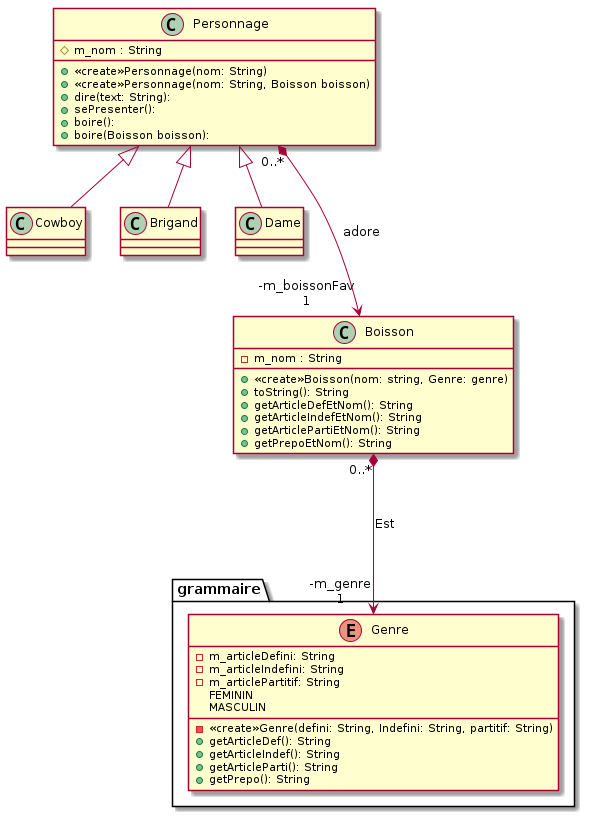 C Personnage
m_nom : String
«create»Personnage(nom: String)
«create»Personnage(nom: String, Boisson boisson)
dire(text: String):
sePresenter():
boire():
boire(Boisson boisson):
0..*
C Cowboy
C Brigand
C Dame
adore
-m_boissonFav
1
C Boisson
m_nom : String
«create»Boisson(nom: string, Genre: genre)
toString(): String
getArticleDefEtNom(): String
getArticleIndefEtNom(): String
getArticlePartiEtNom(): String
getPrepoEtNom(): String
0..*
Est
-m_genre
1
grammaire
E Genre
m_articleDefini: String
m_articleIndefini: String
m_articlePartitif: String
FEMININ
MASCULIN
«create»Genre(defini: String, Indefini: String, partitif: String)
getArticleDef(): String
getArticleIndef(): String
getArticleParti(): String
getPrepo(): String